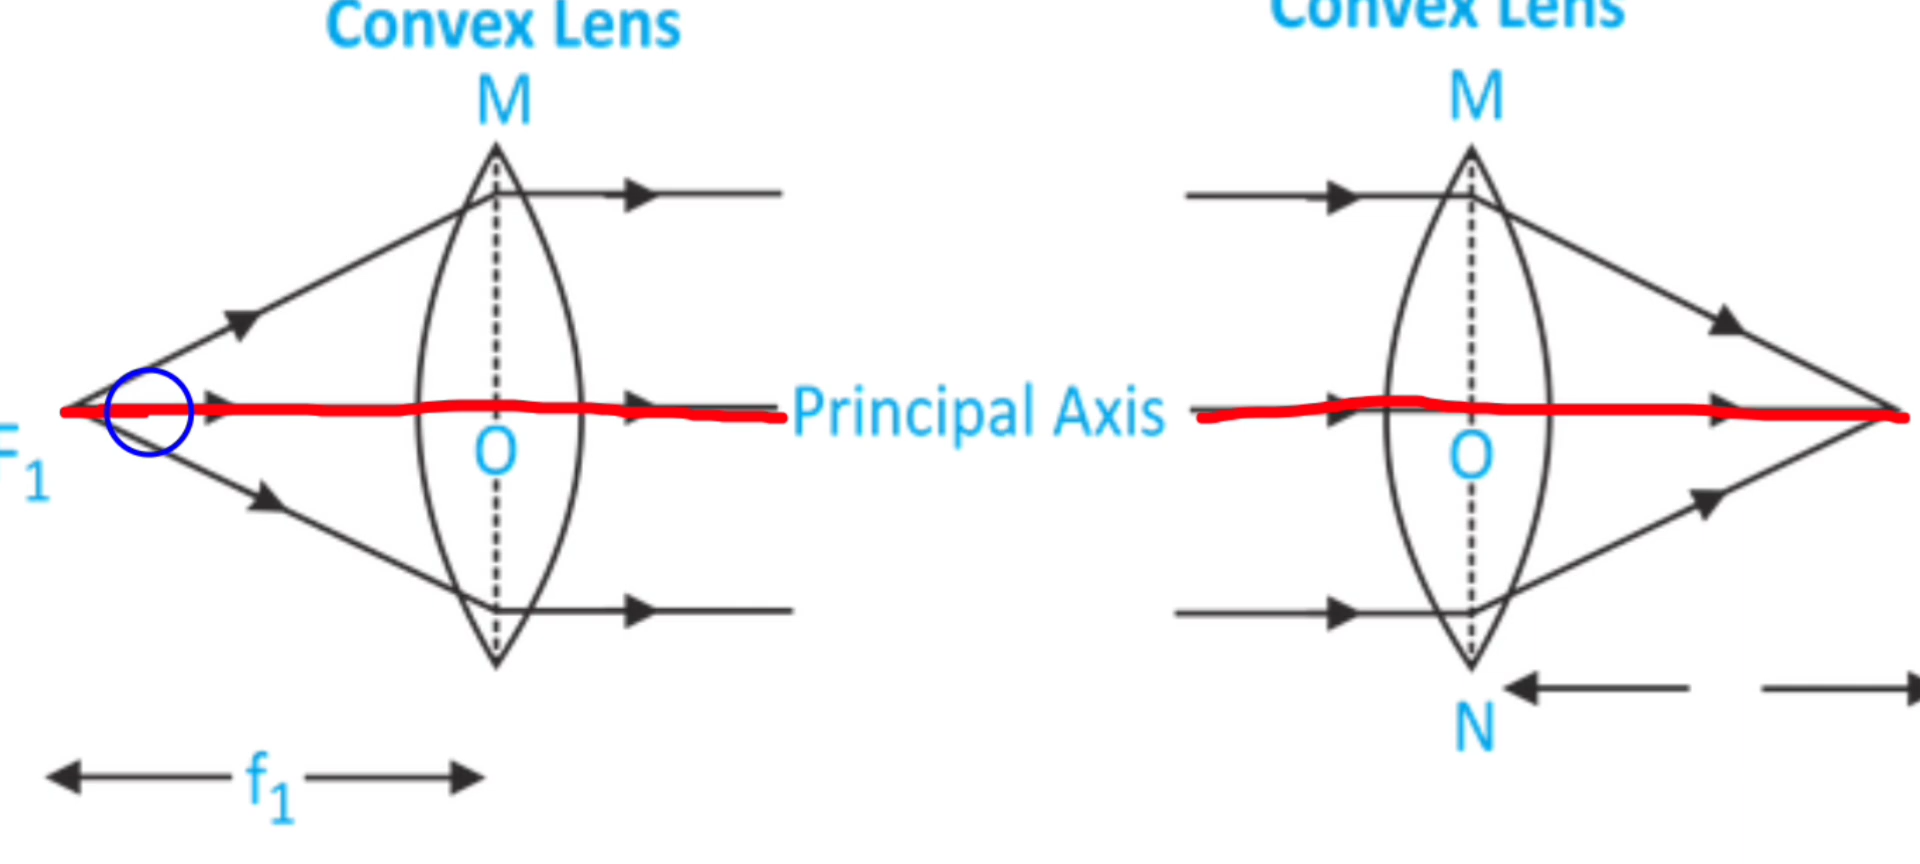 Convex Lens
Convex Lens
M
M
Principal Axis
O
O
F1
N
f1